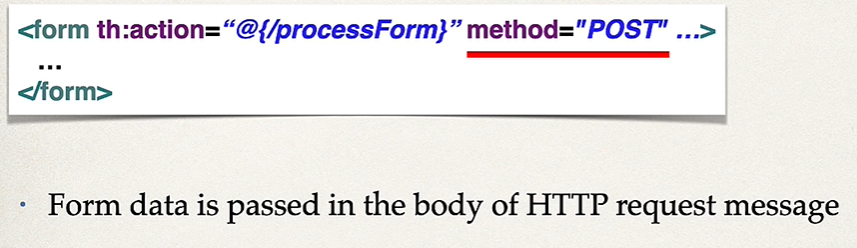 <form th:action=“@{/processForm}” method="POST" ...>
...
</form>
• Form data is passed in the body of HTTP request message